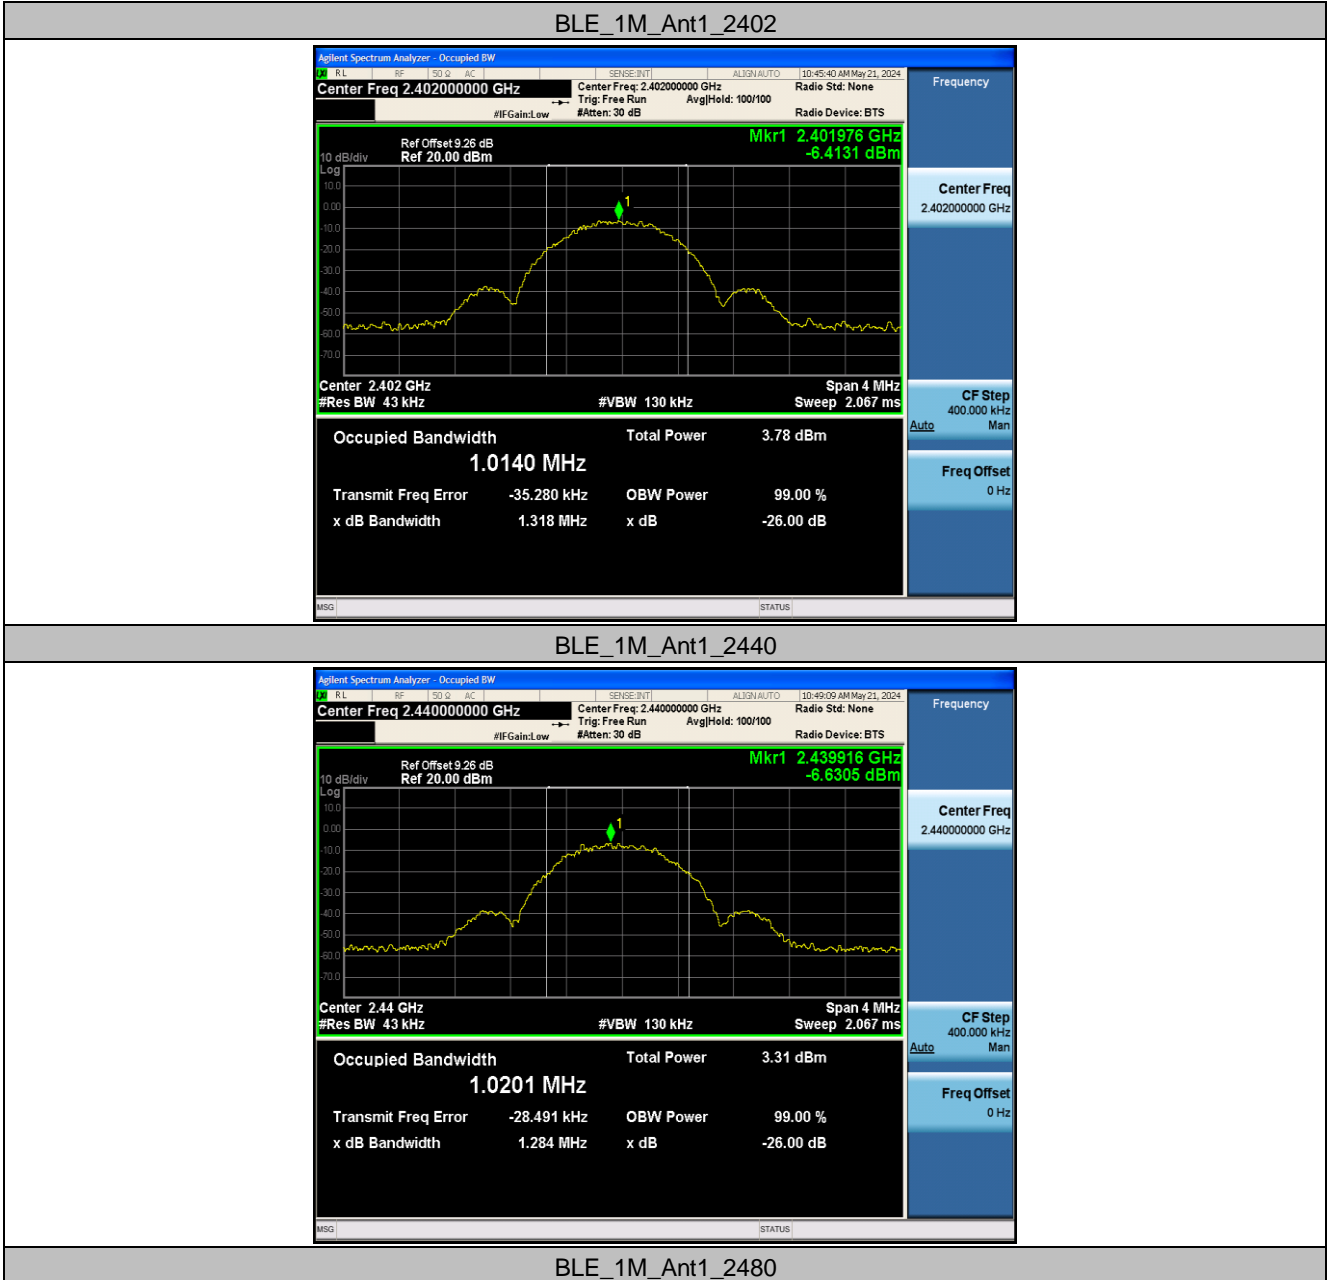 BLE_1M_Ant1_2402
Agilent Spectrum Analyzer - Occupied BW
RL RF 50 Ω AC SENSE:INT ALIGN AUTO 10:45:40 AM May 21, 2024
Center Freq 2.402000000 GHz
Center Freq: 2.402000000 GHz Radio Std: None
Trig: Free Run Avg|Hold: 100/100
#IFGain:Low #Atten: 30 dB Radio Device: BTS
Frequency
Mkr1 2.401976 GHz
-6.4131 dBm
Ref Offset 9.26 dB
10 dB/div Ref 20.00 dBm
Log
10.0
0.00
-10.0
-20.0
-30.0
-40.0
-50.0
-60.0
-70.0
1
Center 2.402 GHz Span 4 MHz
#Res BW 43 kHz #VBW 130 kHz Sweep 2.067 ms
Occupied Bandwidth Total Power 3.78 dBm
1.0140 MHz
Transmit Freq Error -35.280 kHz OBW Power 99.00 %
x dB Bandwidth 1.318 MHz x dB -26.00 dB
Center Freq
2.402000000 GHz
CF Step
400.000 kHz
Auto Man
Freq Offset
0 Hz
MSG STATUS
BLE_1M_Ant1_2440
Agilent Spectrum Analyzer - Occupied BW
RL RF 50 Ω AC SENSE:INT ALIGN AUTO 10:49:09 AM May 21, 2024
Center Freq 2.440000000 GHz
Center Freq: 2.440000000 GHz Radio Std: None
Trig: Free Run Avg|Hold: 100/100
#IFGain:Low #Atten: 30 dB Radio Device: BTS
Frequency
Mkr1 2.439916 GHz
-6.6305 dBm
Ref Offset 9.26 dB
10 dB/div Ref 20.00 dBm
Log
10.0
0.00
-10.0
-20.0
-30.0
-40.0
-50.0
-60.0
-70.0
1
Center 2.44 GHz Span 4 MHz
#Res BW 43 kHz #VBW 130 kHz Sweep 2.067 ms
Occupied Bandwidth Total Power 3.31 dBm
1.0201 MHz
Transmit Freq Error -28.491 kHz OBW Power 99.00 %
x dB Bandwidth 1.284 MHz x dB -26.00 dB
Center Freq
2.440000000 GHz
CF Step
400.000 kHz
Auto Man
Freq Offset
0 Hz
MSG STATUS
BLE_1M_Ant1_2480